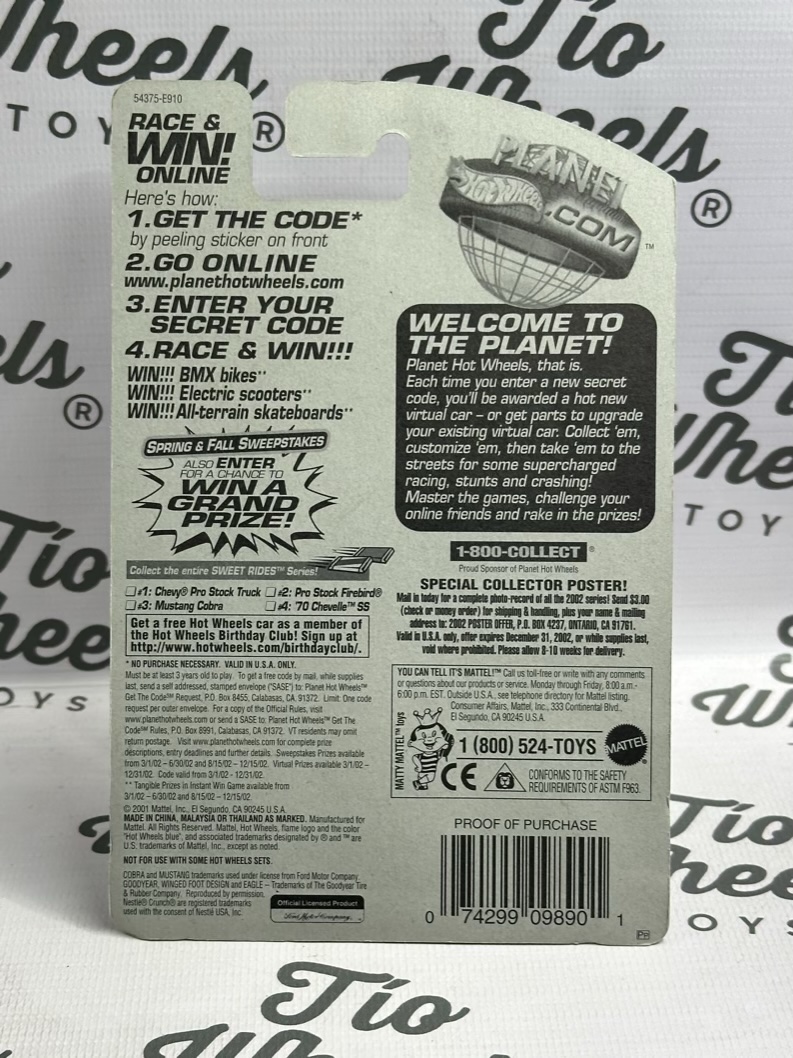 54375-E910
RACE &
WIN!
ONLINE
Here's how:
1.GET THE CODE*
by peeling sticker on front
2.GO ONLINE
www.planethotwheels.com
3.ENTER YOUR
SECRET CODE
4.RACE & WIN!!!
WIN!!! BMX bikes**
WIN!!! Electric scooters**
WIN!!! All-terrain skateboards**
SPRING & FALL SWEEPSTAKES
ALSO ENTER
FOR A CHANCE TO
WIN A
GRAND
PRIZE!
Collect the entire SWEET RIDES™ Series!
#1: Chevy® Pro Stock Truck #2: Pro Stock Firebird®
#3: Mustang Cobra #4: '70 Chevelle™ SS
Get a free Hot Wheels car as a member of
the Hot Wheels Birthday Club! Sign up at
http://www.hotwheels.com/birthdayclub/.
* NO PURCHASE NECESSARY. VALID IN U.S.A. ONLY.
Must be at least 3 years old to play. To get a free code by mail, while supplies
last, send a self addressed, stamped envelope ("SASE") to: Planet Hot Wheels™
Get The Code℠ Request, P.O. Box 8455, Calabasas, CA. 91372. Limit: One code
request per outer envelope. For a copy of the Official Rules, visit
www.planethotwheels.com or send a SASE to: Planet Hot Wheels™ Get The
Code℠ Rules, P.O. Box 8991, Calabasas, CA 91372. VT residents may omit
return postage. Visit www.planethotwheels.com for complete prize
descriptions, entry deadlines and further details. Sweepstakes Prizes available
from 3/1/02 – 6/30/02 and 8/15/02 – 12/15/02. Virtual Prizes available 3/1/02 –
12/31/02. Code valid from 3/1/02 - 12/31/02.
** Tangible Prizes in Instant Win Game available from
3/1/02 – 6/30/02 and 8/15/02 – 12/15/02.
© 2001 Mattel, Inc., El Segundo, CA 90245 U.S.A.
MADE IN CHINA, MALAYSIA OR THAILAND AS MARKED. Manufactured for
Mattel. All Rights Reserved. Mattel, Hot Wheels, flame logo and the color
"Hot Wheels blue", and associated trademarks designated by ® and ™ are
U.S. trademarks of Mattel, Inc., except as noted.
NOT FOR USE WITH SOME HOT WHEELS SETS.
COBRA and MUSTANG trademarks used under license from Ford Motor Company.
GOODYEAR, WINGED FOOT DESIGN and EAGLE – Trademarks of The Goodyear Tire
& Rubber Company. Reproduced by permission.
Nestlé® Crunch® are registered trademarks
used with the consent of Nestlé USA, Inc.
Official Licensed Product
Ford Motor Company
PLANET
HOT WHEELS
.COM
TM
WELCOME TO
THE PLANET!
Planet Hot Wheels, that is.
Each time you enter a new secret
code, you'll be awarded a hot new
virtual car – or get parts to upgrade
your existing virtual car. Collect 'em,
customize 'em, then take 'em to the
streets for some supercharged
racing, stunts and crashing!
Master the games, challenge your
online friends and rake in the prizes!
1-800-COLLECT®
Proud Sponsor of Planet Hot Wheels
SPECIAL COLLECTOR POSTER!
Mail in today for a complete photo-record of all the 2002 series! Send $3.00
(check or money order) for shipping & handling, plus your name & mailing
address to: 2002 POSTER OFFER, P.O. BOX 4237, ONTARIO, CA 91761.
Valid in U.S.A. only, offer expires December 31, 2002, or while supplies last,
void where prohibited. Please allow 8-10 weeks for delivery.
YOU CAN TELL IT'S MATTEL!™ Call us toll-free or write with any comments
or questions about our products or service. Monday through Friday, 8:00 a.m.-
6:00 p.m. EST. Outside U.S.A., see telephone directory for Mattel listing.
Consumer Affairs, Mattel, Inc., 333 Continental Blvd.,
El Segundo, CA 90245 U.S.A.
MATTY MATTEL™ toys
1 (800) 524-TOYS
MATTEL
CE
CONFORMS TO THE SAFETY
REQUIREMENTS OF ASTM F963.
PROOF OF PURCHASE
0 74299 09890 1
PP
Tío
Wheels
TOYS
®